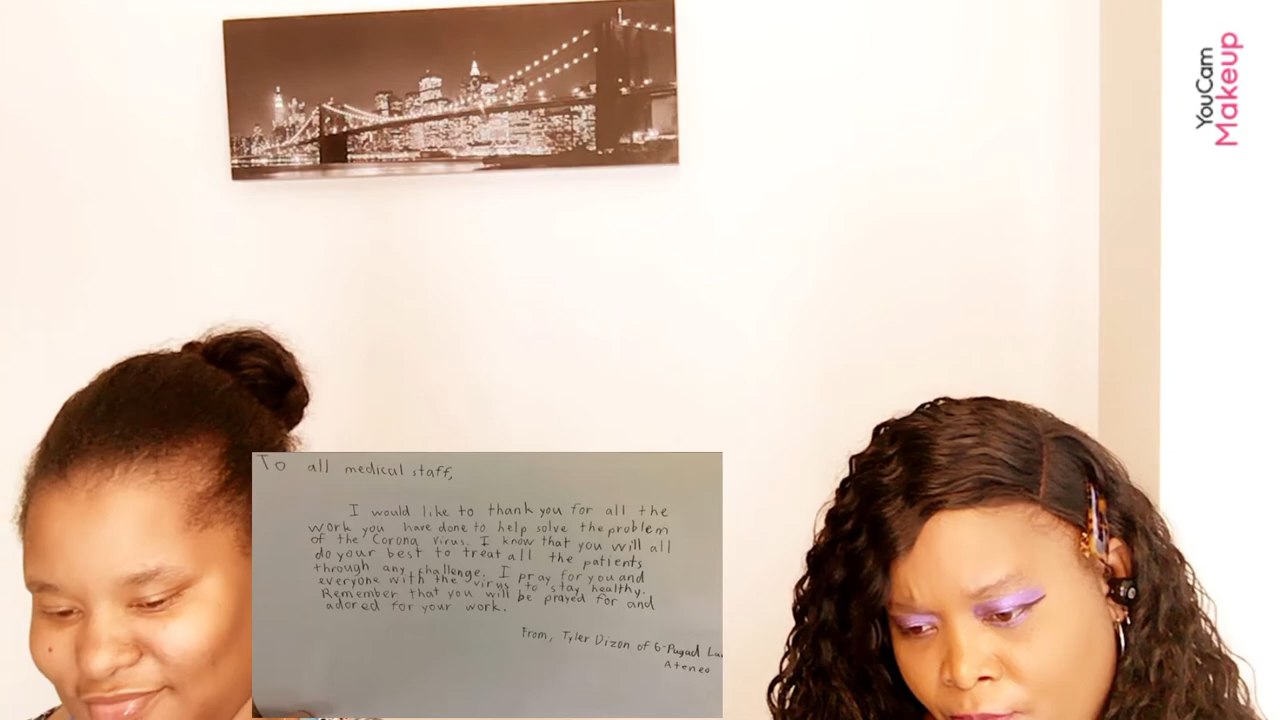 YouCam
Makeup
To all medical staff,
I would like to thank you for all the
work you have done to help solve the problem
of the Corona Virus. I know that you will all
do your best to treat all the patients
through any challenge. I pray for you and
everyone with the virus to stay healthy.
Remember that you will be prayed for and
adored for your work.
From, Tyler Dizon of 6-Pugad
Ateneo